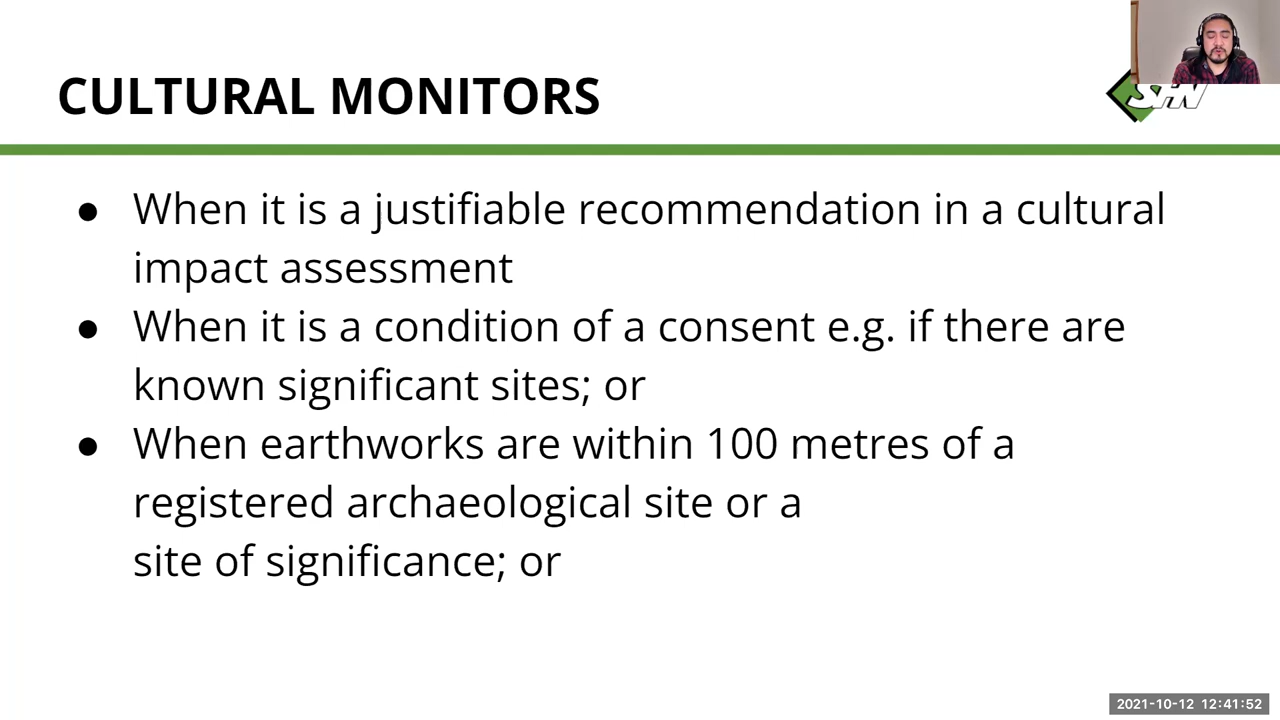 CULTURAL MONITORS
● When it is a justifiable recommendation in a cultural
impact assessment
● When it is a condition of a consent e.g. if there are
known significant sites; or
● When earthworks are within 100 metres of a
registered archaeological site or a
site of significance; or
2021-10-12 12:41:52